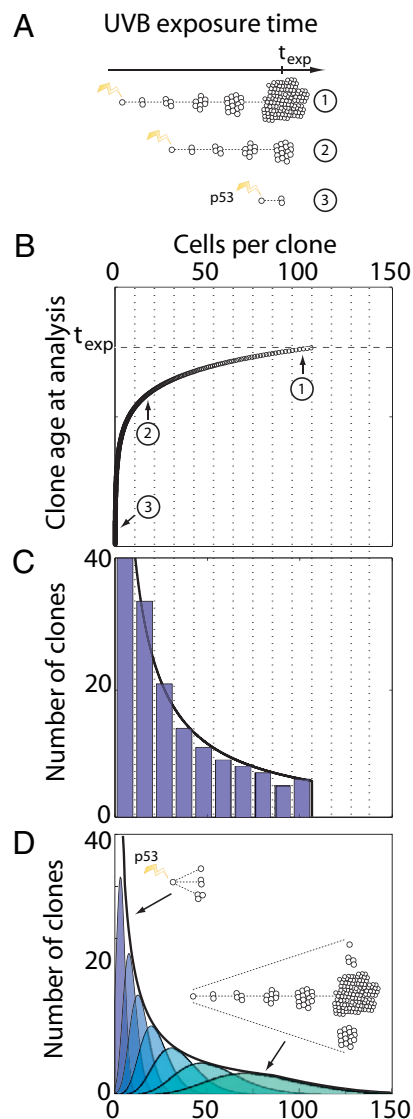 A
UVB exposure time
t_exp
1
2
p53
3
B
Cells per clone
0 50 100 150
t_exp
Clone age at analysis
1
2
3
C
40
20
0
Number of clones
D
40
20
0
Number of clones
p53
0 50 100 150